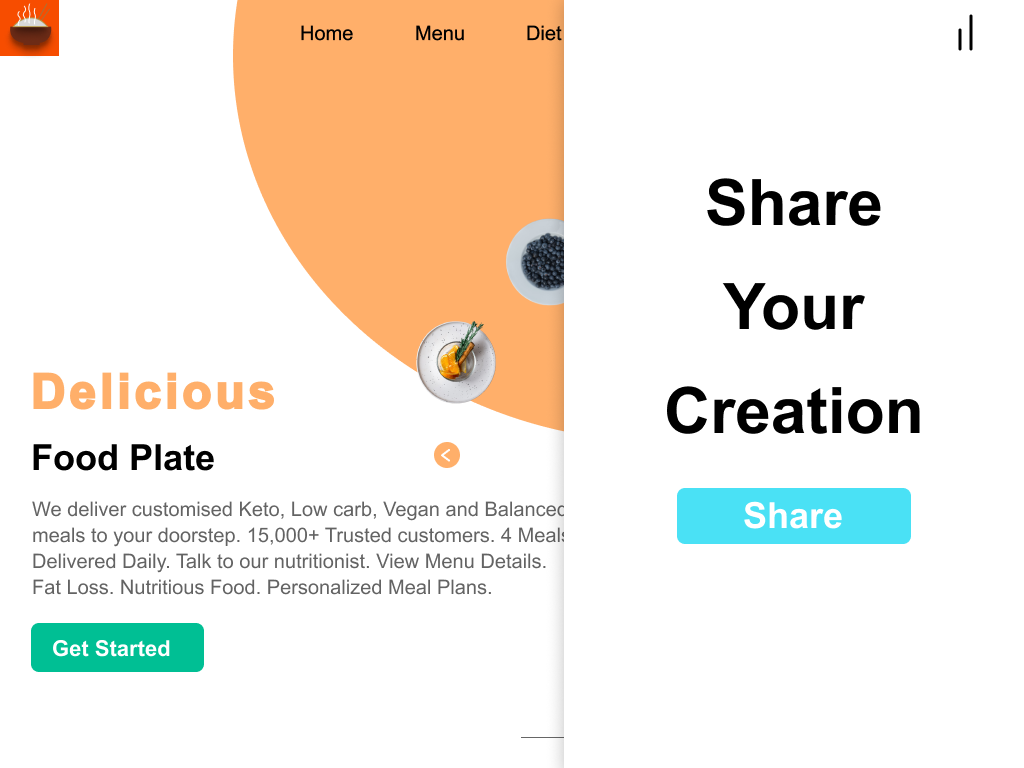 Home Menu Diet
Share
Your
Creation
Share
Delicious
Food Plate
We deliver customised Keto, Low carb, Vegan and Balanced
meals to your doorstep. 15,000+ Trusted customers. 4 Meals
Delivered Daily. Talk to our nutritionist. View Menu Details.
Fat Loss. Nutritious Food. Personalized Meal Plans.
Get Started